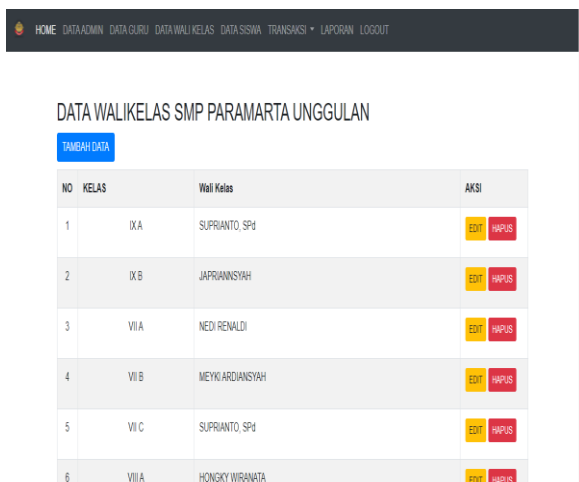 HOME DATA ADMIN DATA GURU DATA WALI KELAS DATA SISWA TRANSAKSI LAPORAN LOGOUT
DATA WALIKELAS SMP PARAMARTA UNGGULAN
TAMBAH DATA
NO KELAS Wali Kelas AKSI
1 IX A SUPRIANTO, SPd EDIT HAPUS
2 IX B JAPRIANNSYAH EDIT HAPUS
3 VII A NEDI RENALDI EDIT HAPUS
4 VII B MEYKI ARDIANSYAH EDIT HAPUS
5 VII C SUPRIANTO, SPd EDIT HAPUS
6 VIII A HONGKY WIRANATA EDIT HAPUS